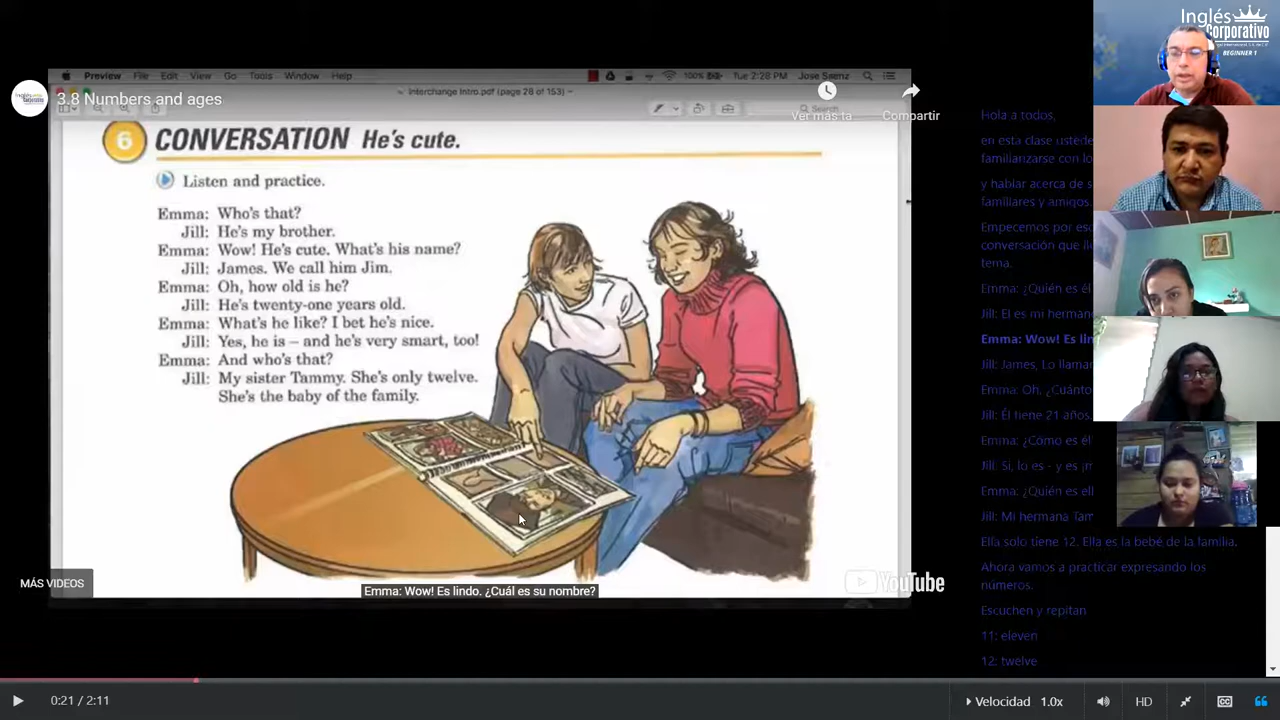 Preview File Edit View Go Tools Window Help
100% Tue 2:28 PM Jose Saenz
Interchange Intro.pdf (page 28 of 153)
Search
3.8 Numbers and ages
Ver más ta
Compartir
6 CONVERSATION He's cute.
Listen and practice.
Emma: Who's that?
Jill: He's my brother.
Emma: Wow! He's cute. What's his name?
Jill: James. We call him Jim.
Emma: Oh, how old is he?
Jill: He's twenty-one years old.
Emma: What's he like? I bet he's nice.
Jill: Yes, he is – and he's very smart, too!
Emma: And who's that?
Jill: My sister Tammy. She's only twelve.
She's the baby of the family.
MÁS VIDEOS
YouTube
Emma: Wow! Es lindo. ¿Cuál es su nombre?
0:21 / 2:11
Velocidad 1.0x
HD
CC
Inglés
Corporativo
BEGINNER 1
Hola a todos,
en esta clase ustede
familianzarse con lo
y hablar acerca de s
familiares y amigos.
Empecemos por esc
conversación que ll
tema.
Emma: ¿Quién es él
Jill: El es mi herman
Emma: Wow! Es lin
Jill: James, Lo llamar
Emma: Oh, ¿Cuánto
Jill: Él tiene 21 años.
Emma: ¿Cómo es él
Jill: Si, lo es - y es ¡m
Emma: ¿Quién es ell
Jill: Mi hermana Tam
Ella solo tiene 12. Ella es la bebé de la familia.
Ahora vamos a practicar expresando los
números.
Escuchen y repitan
11: eleven
12: twelve